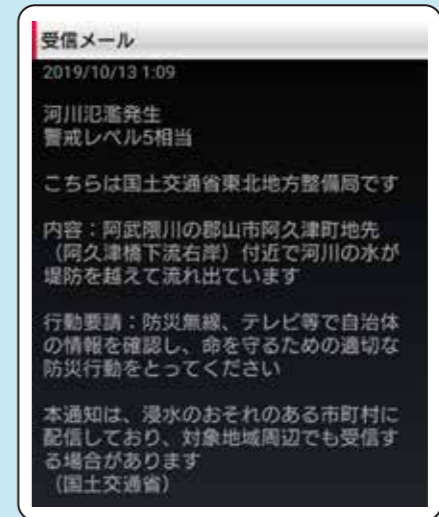 受信メール
2019/10/13 1:09
河川氾濫発生
警戒レベル5相当
こちらは国土交通省東北地方整備局です
内容：阿武隈川の郡山市阿久津町地先
（阿久津橋下流右岸）付近で河川の水が
堤防を越えて流れ出ています
行動要請：防災無線、テレビ等で自治体
の情報を確認し、命を守るための適切な
防災行動をとってください
本通知は、浸水のおそれのある市町村に
配信しており、対象地域周辺でも受信す
る場合があります
（国土交通省）